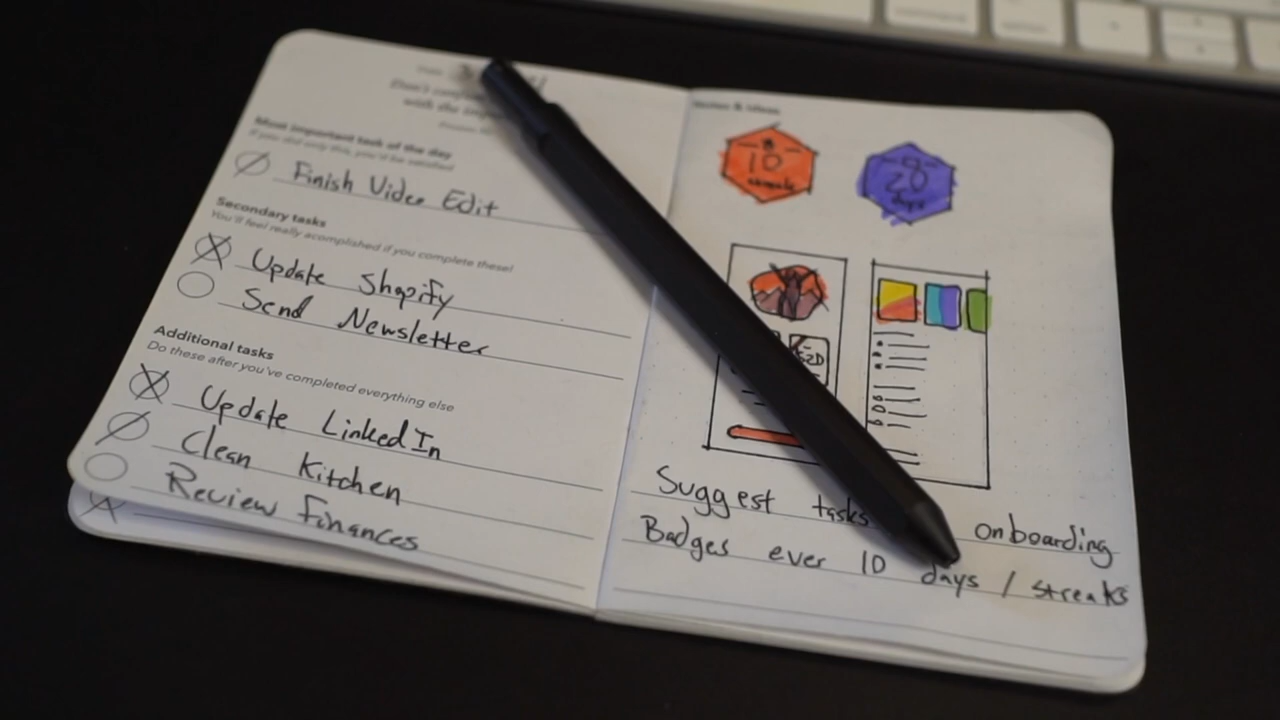 Most important task of the day
If you did only this, you'd be satisfied
Finish Video Edit
Secondary tasks
You'll feel really acomplished if you complete these!
Update Shopify
Send Newsletter
Additional tasks
Do these after you've completed everything else
Update LinkedIn
Clean Kitchen
Review Finances
& Ideas
10
20
days
Suggest tasks onboarding
Badges ever 10 days / streaks